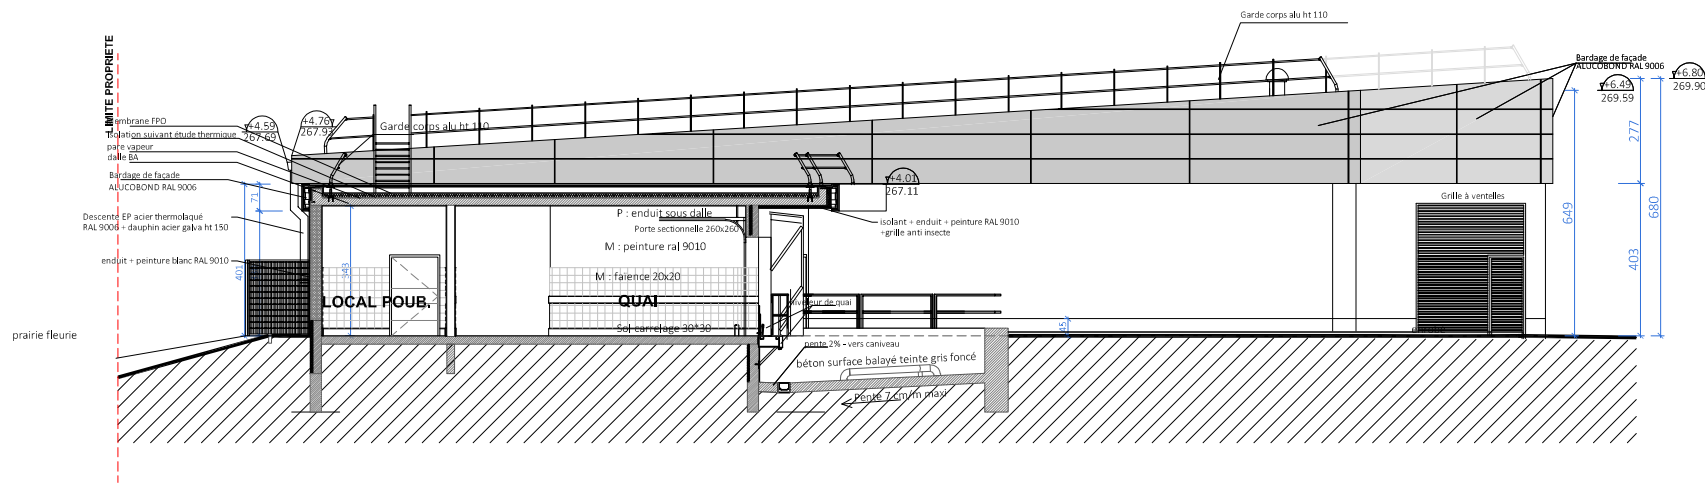 Garde corps alu ht 110
LIMITE PROPRIETE
Bardage de façade
ALUCOBOND RAL 9006
+6.80
269.90
+6.49
269.59
+4.76
267.93
+4.59
267.69
Garde corps alu ht 110
membrane FPO
isolation suivant étude thermique
pare vapeur
dalle BA
Bardage de façade
ALUCOBOND RAL 9006
71
277
+4.01
267.11
Grille à ventelles
Descente EP acier thermolaqué
RAL 9006 + dauphin acier galva ht 150
P : enduit sous dalle
Porte sectionnelle 260x260
isolant + enduit + peinture RAL 9010
+grille anti insecte
649
680
M : peinture ral 9010
enduit + peinture blanc RAL 9010
401
343
M : faience 20x20
403
LOCAL POUB.
QUAI
niveleur de quai
Sol carrelage 30*30
45
prairie fleurie
pente 2% - vers caniveau
béton surface balayé teinte gris foncé
Pente 7 cm/m maxi